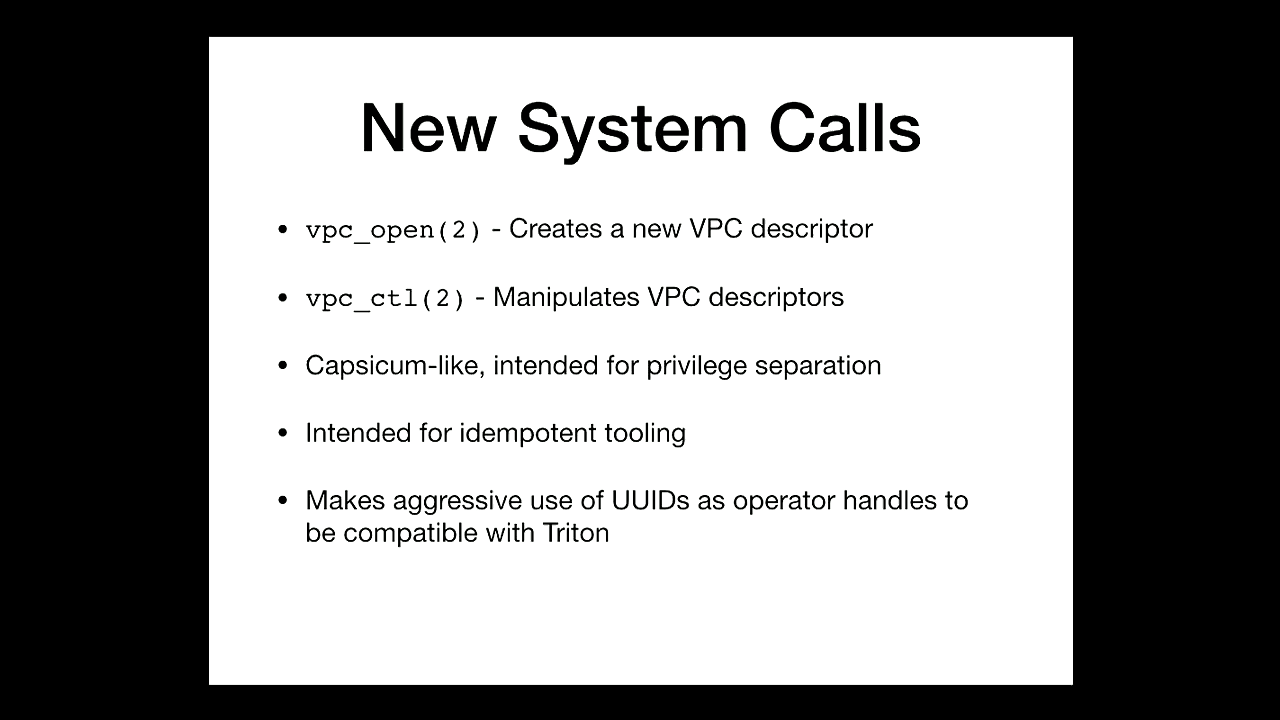 New System Calls
• vpc_open(2) - Creates a new VPC descriptor
• vpc_ctl(2) - Manipulates VPC descriptors
• Capsicum-like, intended for privilege separation
• Intended for idempotent tooling
• Makes aggressive use of UUIDs as operator handles to
be compatible with Triton